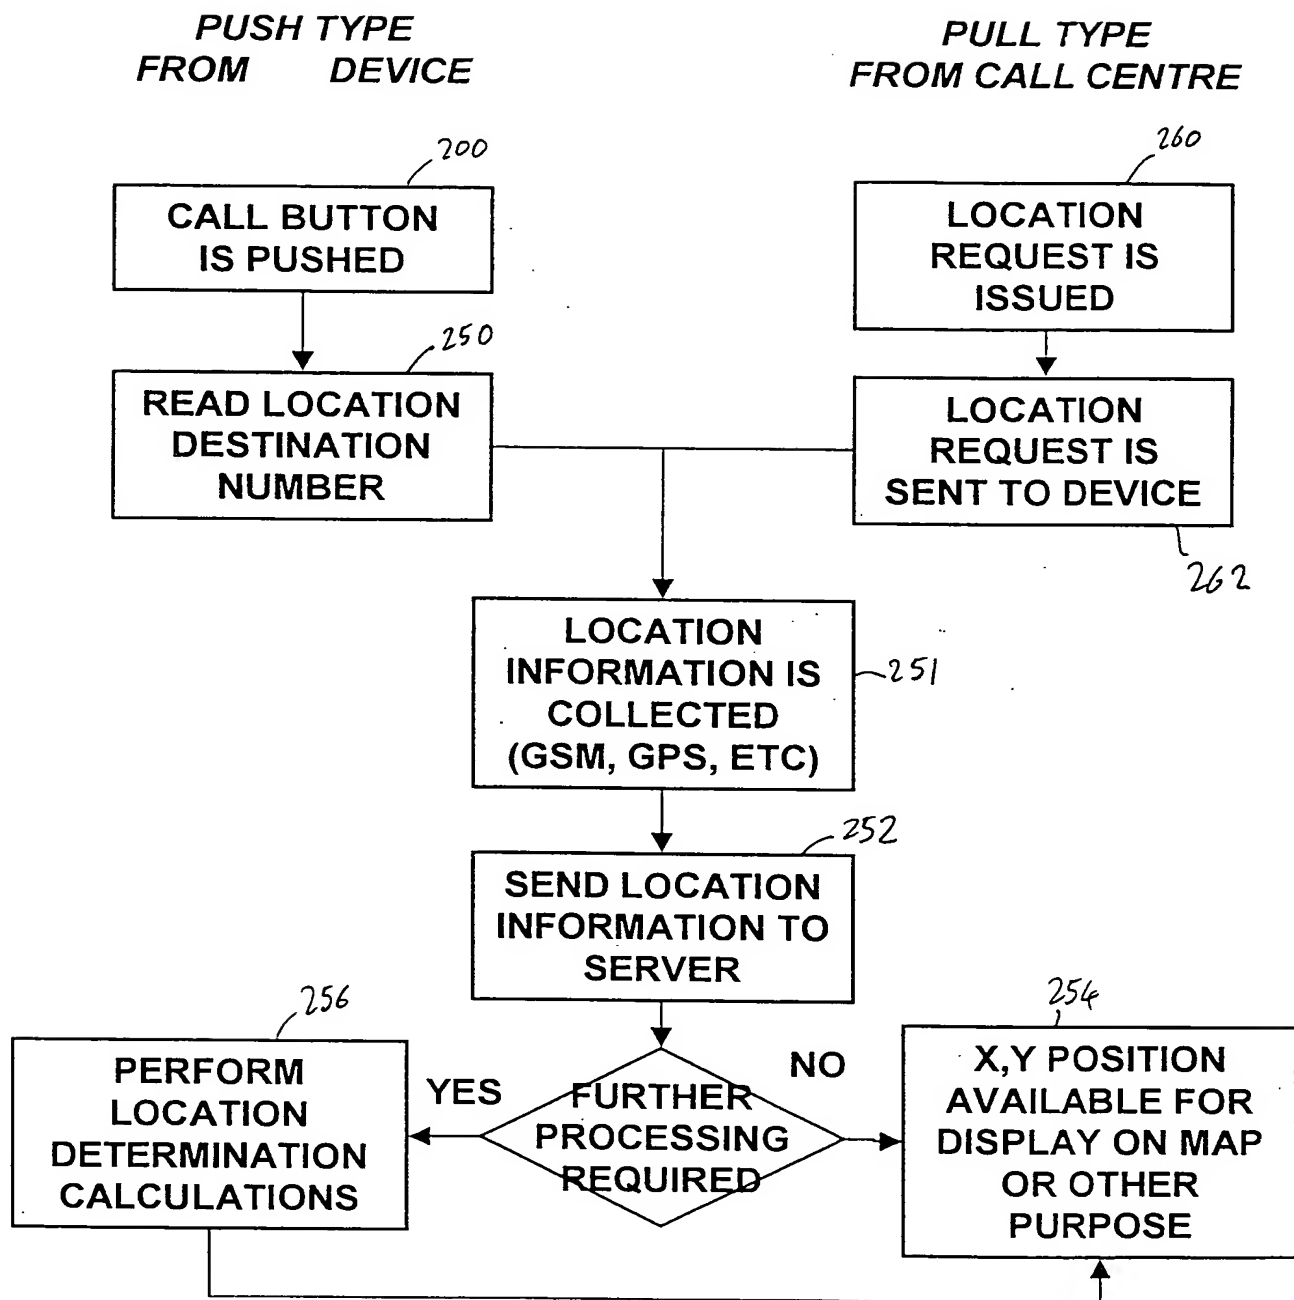 PUSH TYPE
FROM DEVICE
PULL TYPE
FROM CALL CENTRE
200
CALL BUTTON
IS PUSHED
260
LOCATION
REQUEST IS
ISSUED
250
READ LOCATION
DESTINATION
NUMBER
LOCATION
REQUEST IS
SENT TO DEVICE
262
LOCATION
INFORMATION IS
COLLECTED
(GSM, GPS, ETC)
251
252
SEND LOCATION
INFORMATION TO
SERVER
256
PERFORM
LOCATION
DETERMINATION
CALCULATIONS
YES
FURTHER
PROCESSING
REQUIRED
NO
254
X,Y POSITION
AVAILABLE FOR
DISPLAY ON MAP
OR OTHER
PURPOSE